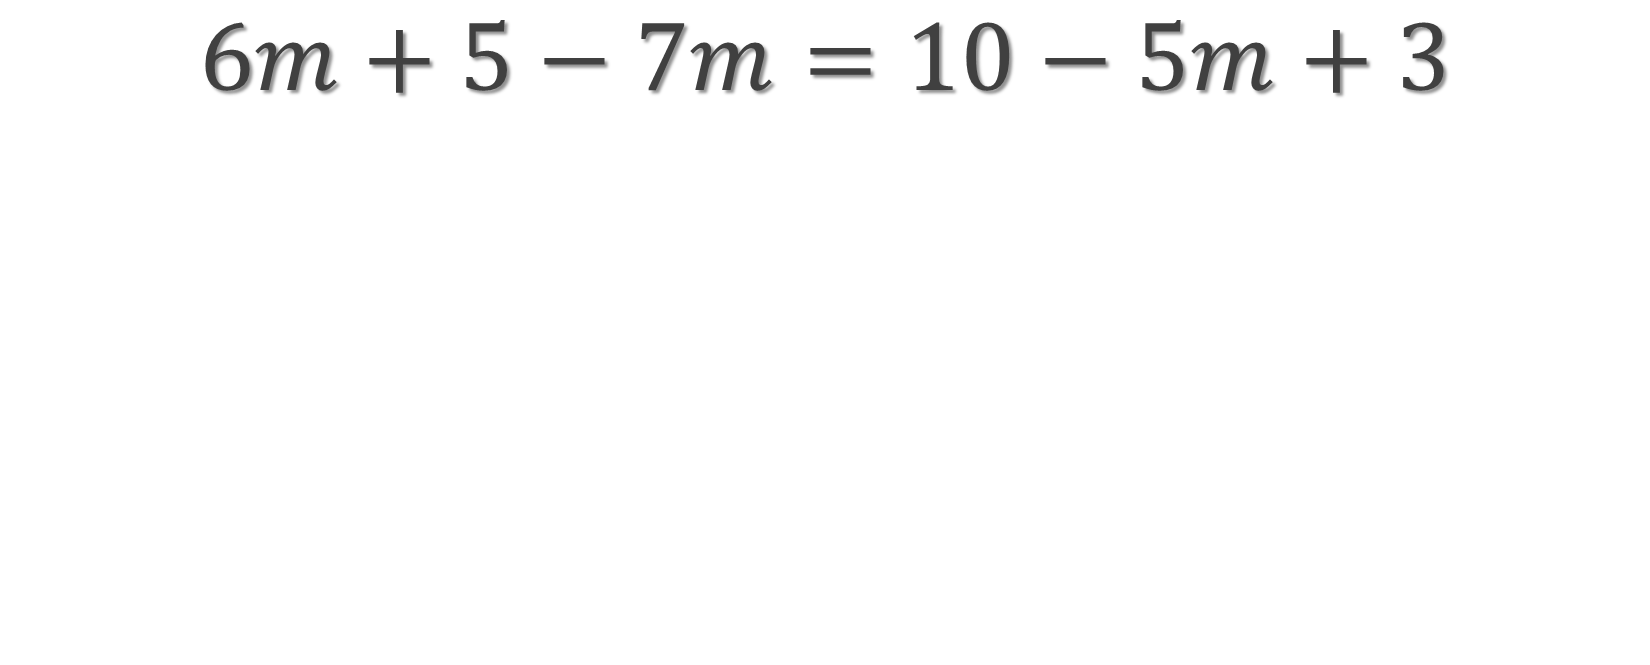 6m + 5 − 7m = 10 − 5m + 3